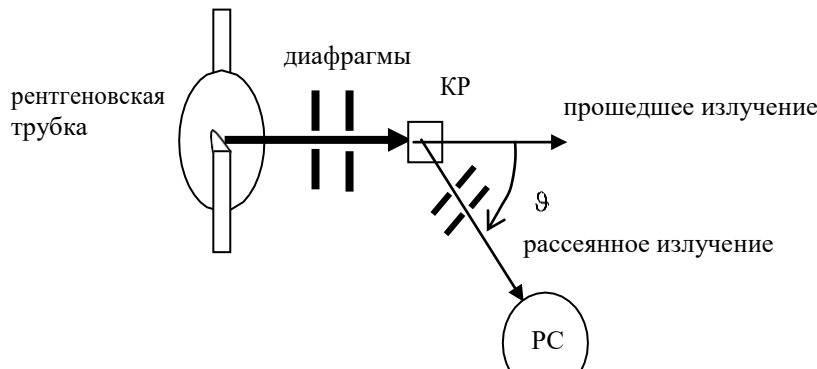 диафрагмы
КР
рентгеновская
трубка
прошедшее излучение
ϑ
рассеянное излучение
РС